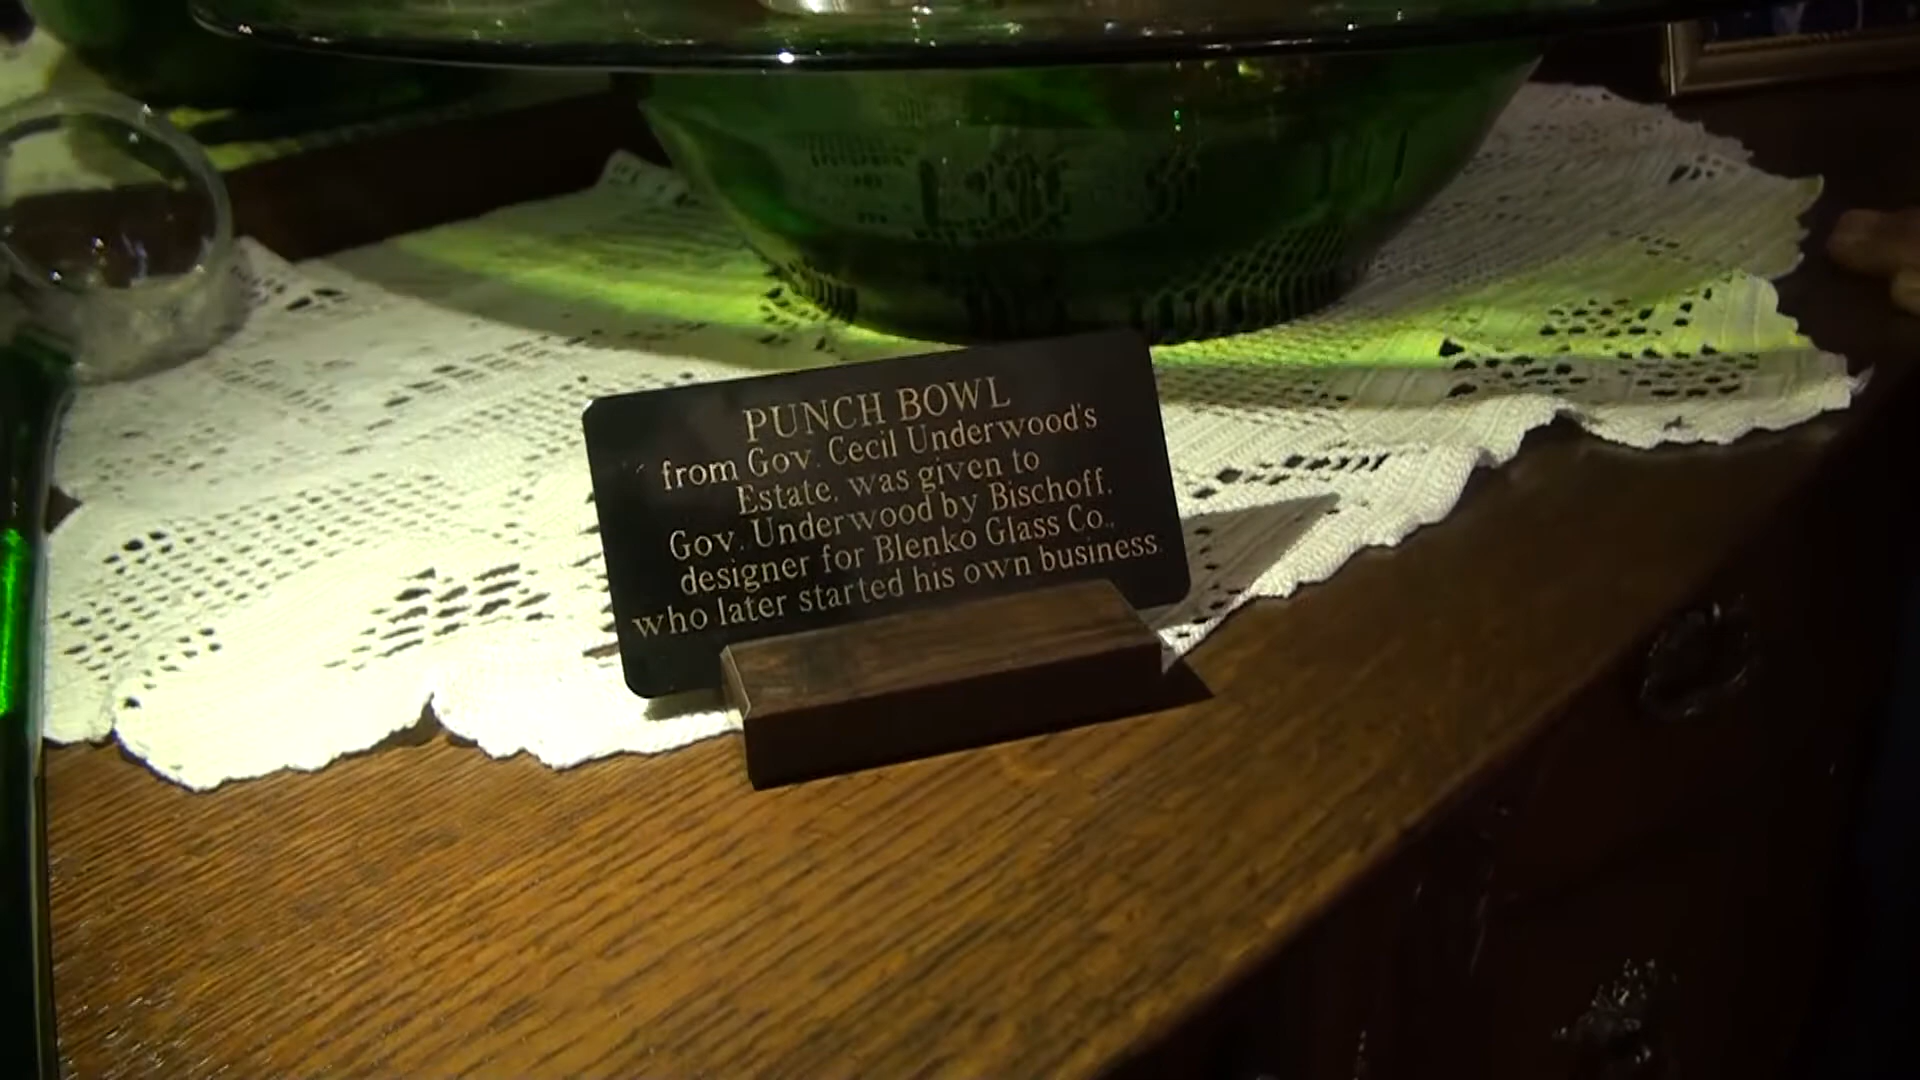 PUNCH BOWL
from Gov. Cecil Underwood's
Estate, was given to
Gov. Underwood by Bischoff,
designer for Blenko Glass Co.,
who later started his own business.